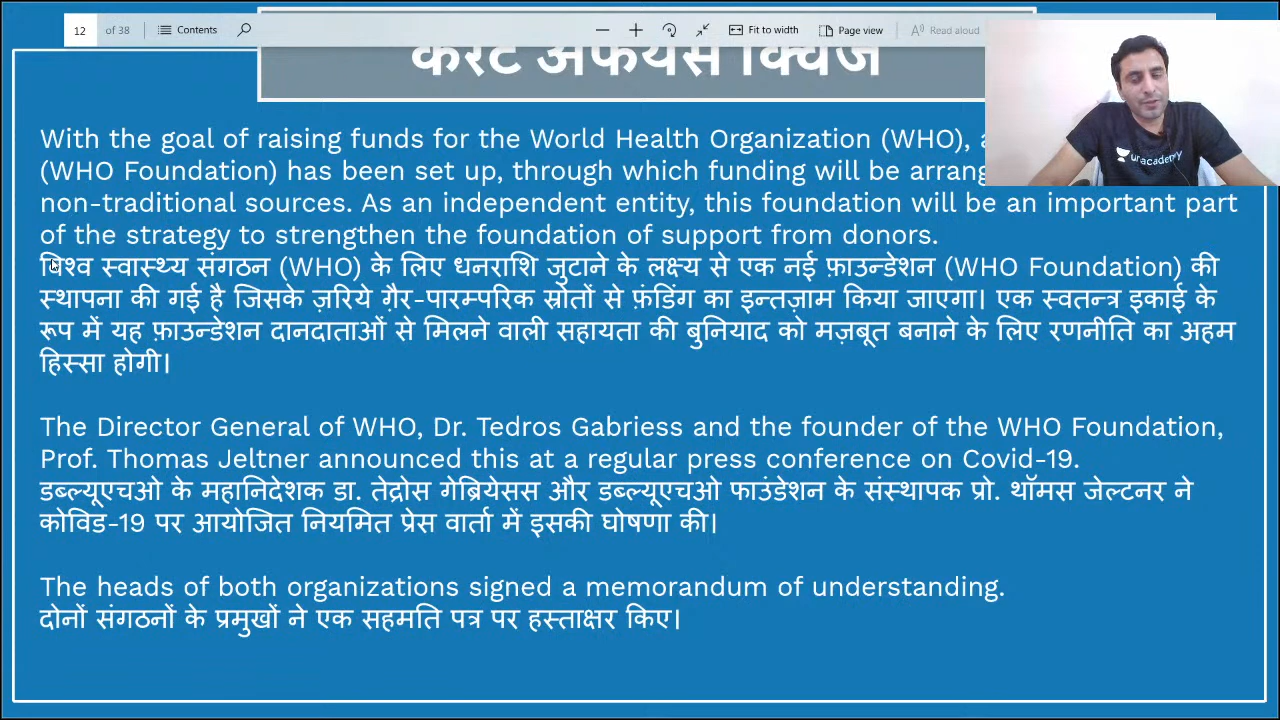 12 of 38 Contents Fit to width Page view Read aloud
करंट अफेयर्स क्विज
With the goal of raising funds for the World Health Organization (WHO),
(WHO Foundation) has been set up, through which funding will be
non-traditional sources. As an independent entity, this foundation will be an important part
of the strategy to strengthen the foundation of support from donors.
विश्व स्वास्थ्य संगठन (WHO) के लिए धनराशि जुटाने के लक्ष्य से एक नई फ़ाउन्डेशन (WHO Foundation) की
स्थापना की गई है जिसके ज़रिये ग़ैर-पारम्परिक स्रोतों से फ़ंडिंग का इन्तज़ाम किया जाएगा। एक स्वतन्त्र इकाई के
रूप में यह फ़ाउन्डेशन दानदाताओं से मिलने वाली सहायता की बुनियाद को मज़बूत बनाने के लिए रणनीति का अहम
हिस्सा होगी।
The Director General of WHO, Dr. Tedros Gabriess and the founder of the WHO Foundation,
Prof. Thomas Jeltner announced this at a regular press conference on Covid-19.
डब्ल्यूएचओ के महानिदेशक डा. तेद्रोस गेब्रियेसस और डब्ल्यूएचओ फाउंडेशन के संस्थापक प्रो. थॉमस जेल्टनर ने
कोविड-19 पर आयोजित नियमित प्रेस वार्ता में इसकी घोषणा की।
The heads of both organizations signed a memorandum of understanding.
दोनों संगठनों के प्रमुखों ने एक सहमति पत्र पर हस्ताक्षर किए।